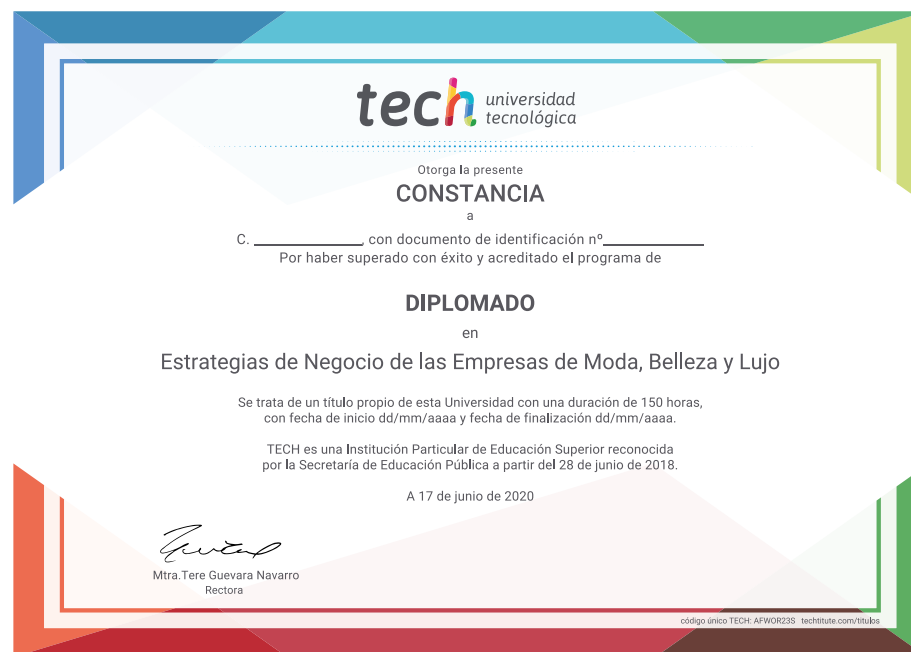 tech universidad
tecnológica
Otorga la presente
CONSTANCIA
a
C. ______________, con documento de identificación nº_____________
Por haber superado con éxito y acreditado el programa de
DIPLOMADO
en
Estrategias de Negocio de las Empresas de Moda, Belleza y Lujo
Se trata de un título propio de esta Universidad con una duración de 150 horas,
con fecha de inicio dd/mm/aaaa y fecha de finalización dd/mm/aaaa.
TECH es una Institución Particular de Educación Superior reconocida
por la Secretaría de Educación Pública a partir del 28 de junio de 2018.
A 17 de junio de 2020
Mtra.Tere Guevara Navarro
Rectora
código único TECH: AFWOR23S techtitute.com/titulos